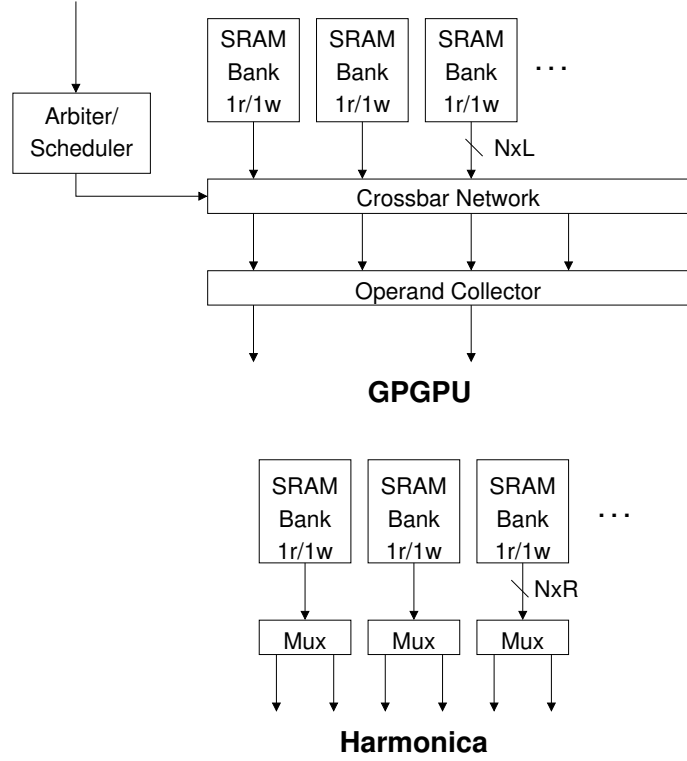 SRAM
Bank
1r/1w
SRAM
Bank
1r/1w
SRAM
Bank
1r/1w
...
Arbiter/
Scheduler
NxL
Crossbar Network
Operand Collector
GPGPU
SRAM
Bank
1r/1w
SRAM
Bank
1r/1w
SRAM
Bank
1r/1w
...
NxR
Mux
Mux
Mux
Harmonica